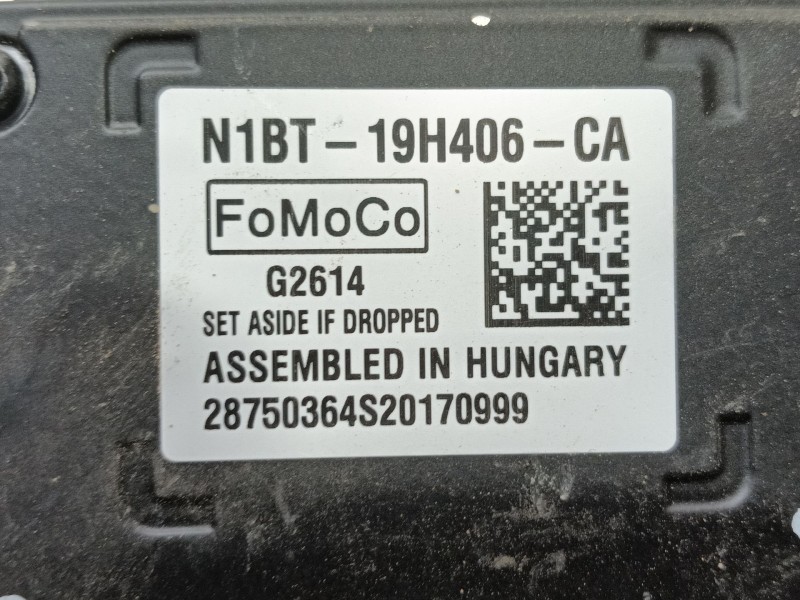 N1BT-19H406-CA
FoMoCo
G2614
SET ASIDE IF DROPPED
ASSEMBLED IN HUNGARY
28750364S20170999